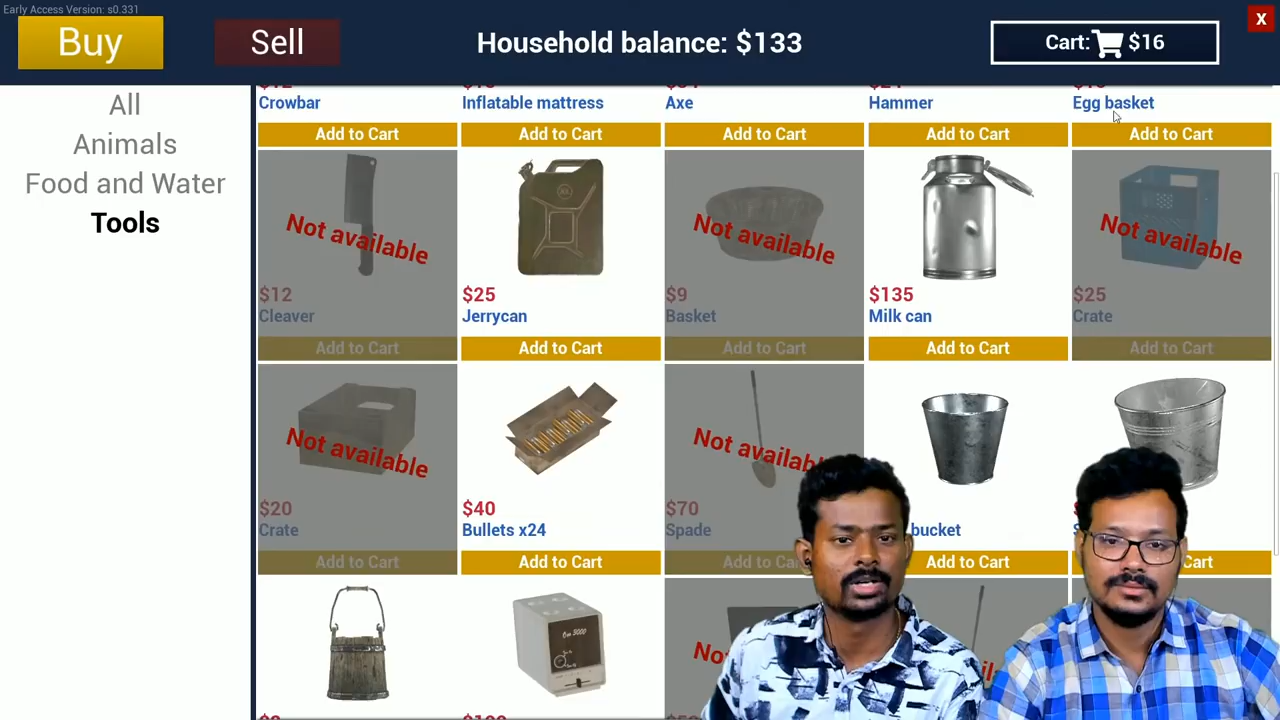 Early Access Version: s0.331
Buy
Sell
Household balance: $133
Cart: $16
X
All
Animals
Food and Water
Tools
Crowbar
Inflatable mattress
Axe
Hammer
Egg basket
Add to Cart
Add to Cart
Add to Cart
Add to Cart
Add to Cart
Not available
Not available
Not available
$12
$25
$9
$135
$25
Cleaver
Jerrycan
Basket
Milk can
Crate
Add to Cart
Add to Cart
Add to Cart
Add to Cart
Add to Cart
Not available
Not availa
$20
$40
$70
Crate
Bullets x24
Spade
bucket
Add to Cart
Add to Cart
Add to Cart
Add to Cart
Cart